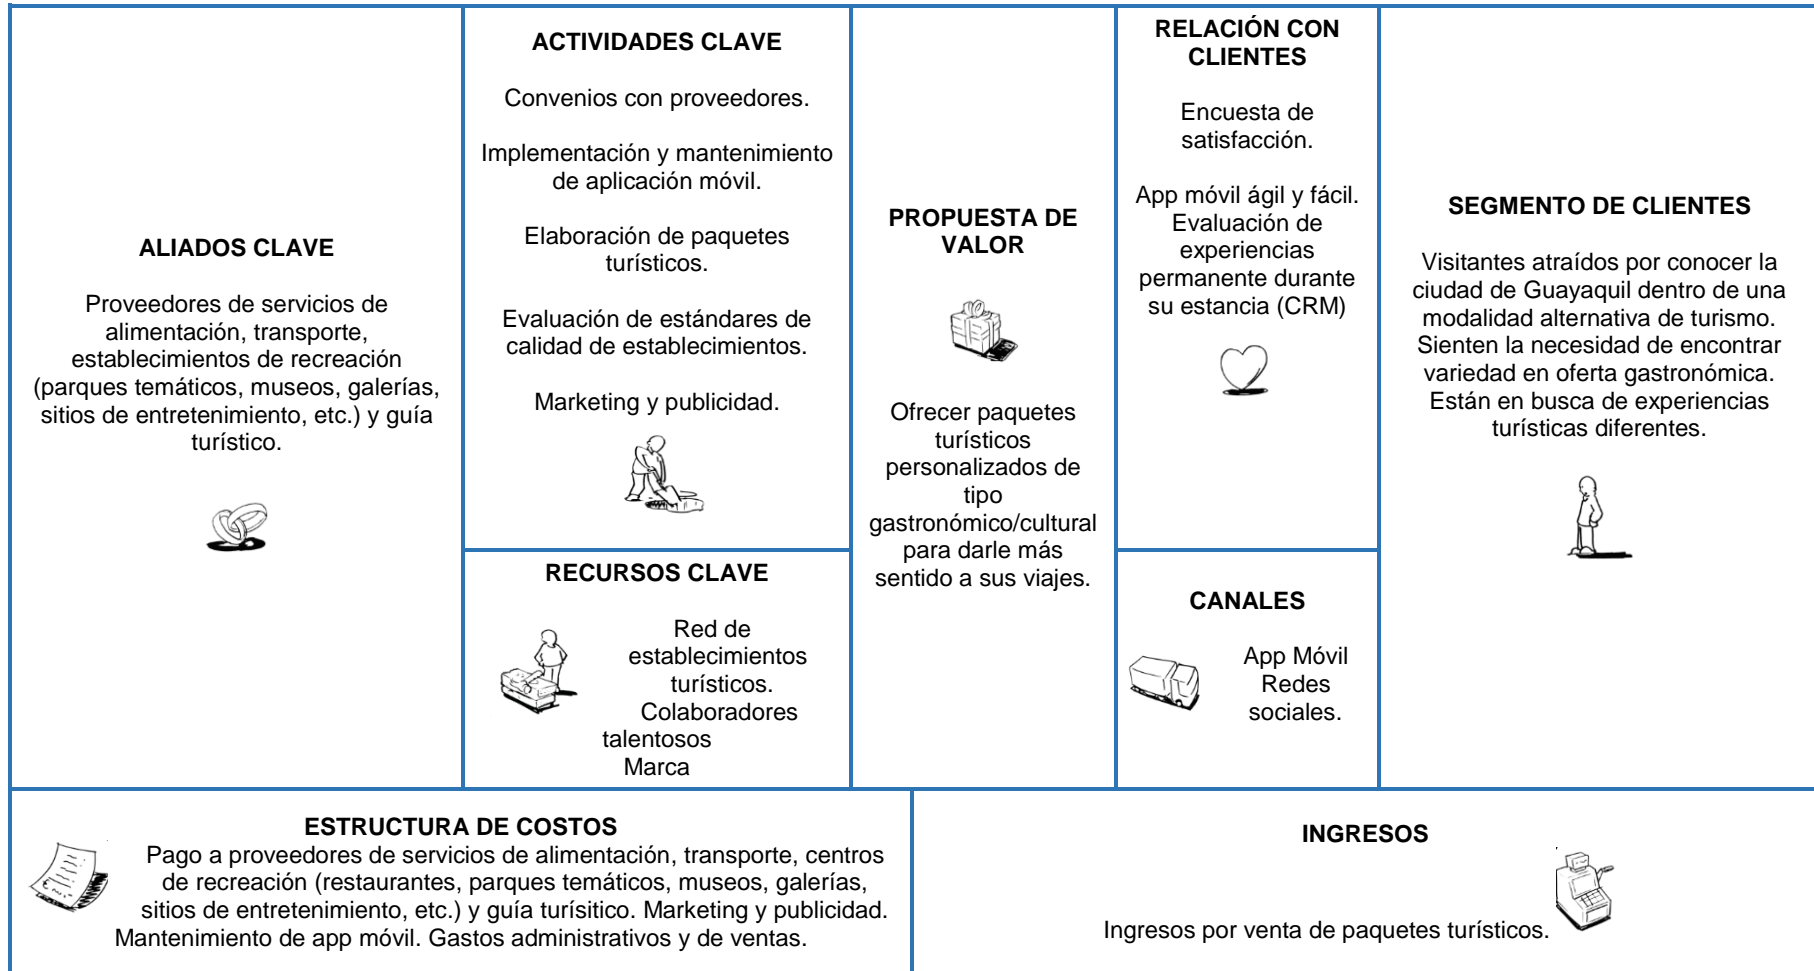 ALIADOS CLAVE
Proveedores de servicios de
alimentación, transporte,
establecimientos de recreación
(parques temáticos, museos, galerías,
sitios de entretenimiento, etc.) y guía
turístico.
ACTIVIDADES CLAVE
Convenios con proveedores.
Implementación y mantenimiento
de aplicación móvil.
Elaboración de paquetes
turísticos.
Evaluación de estándares de
calidad de establecimientos.
Marketing y publicidad.
RECURSOS CLAVE
Red de
establecimientos
turísticos.
Colaboradores
talentosos
Marca
PROPUESTA DE
VALOR
Ofrecer paquetes
turísticos
personalizados de
tipo
gastronómico/cultural
para darle más
sentido a sus viajes.
RELACIÓN CON
CLIENTES
Encuesta de
satisfacción.
App móvil ágil y fácil.
Evaluación de
experiencias
permanente durante
su estancia (CRM)
CANALES
App Móvil
Redes
sociales.
SEGMENTO DE CLIENTES
Visitantes atraídos por conocer la
ciudad de Guayaquil dentro de una
modalidad alternativa de turismo.
Sienten la necesidad de encontrar
variedad en oferta gastronómica.
Están en busca de experiencias
turísticas diferentes.
ESTRUCTURA DE COSTOS
Pago a proveedores de servicios de alimentación, transporte, centros
de recreación (restaurantes, parques temáticos, museos, galerías,
sitios de entretenimiento, etc.) y guía turísitico. Marketing y publicidad.
Mantenimiento de app móvil. Gastos administrativos y de ventas.
INGRESOS
Ingresos por venta de paquetes turísticos.